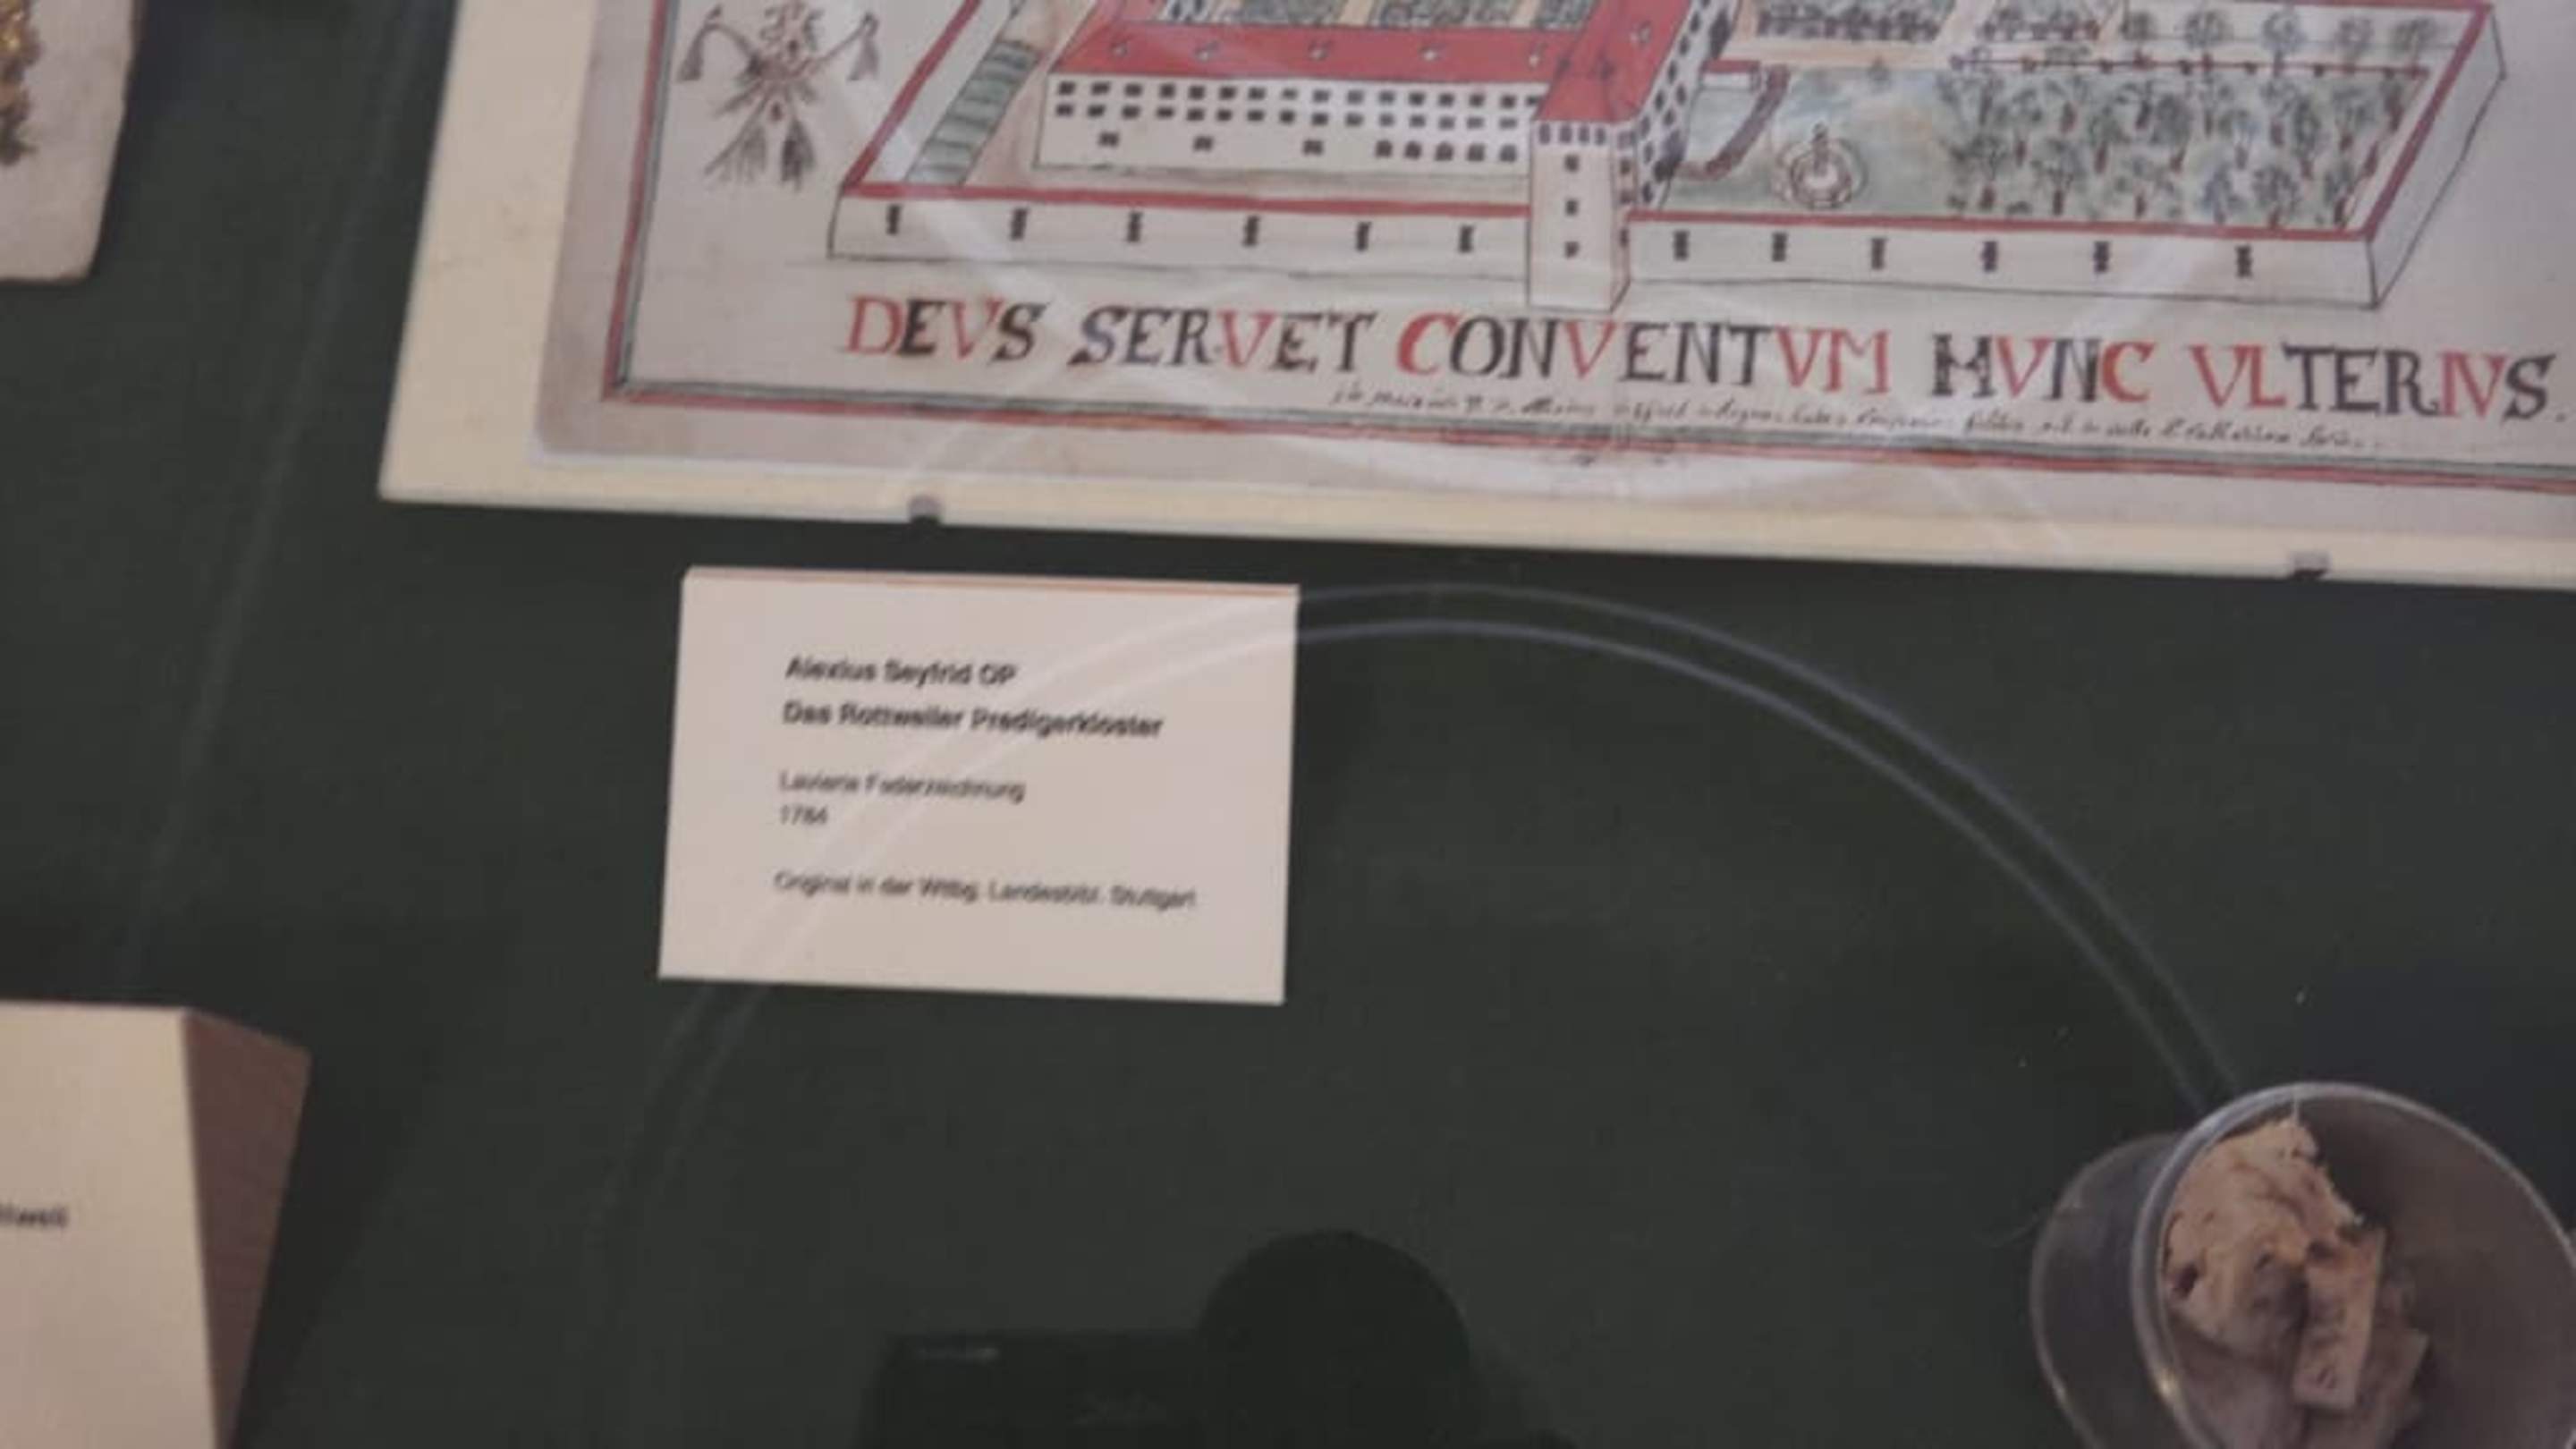 DEVS SERVET CONVENTVM HVNC VLTERIVS.
Alexius Seyfrid OP
Das Rottweiler Predigerkloster
Lavierte Federzeichnung
1784
Original in der Wttbg. Landesbibl. Stuttgart